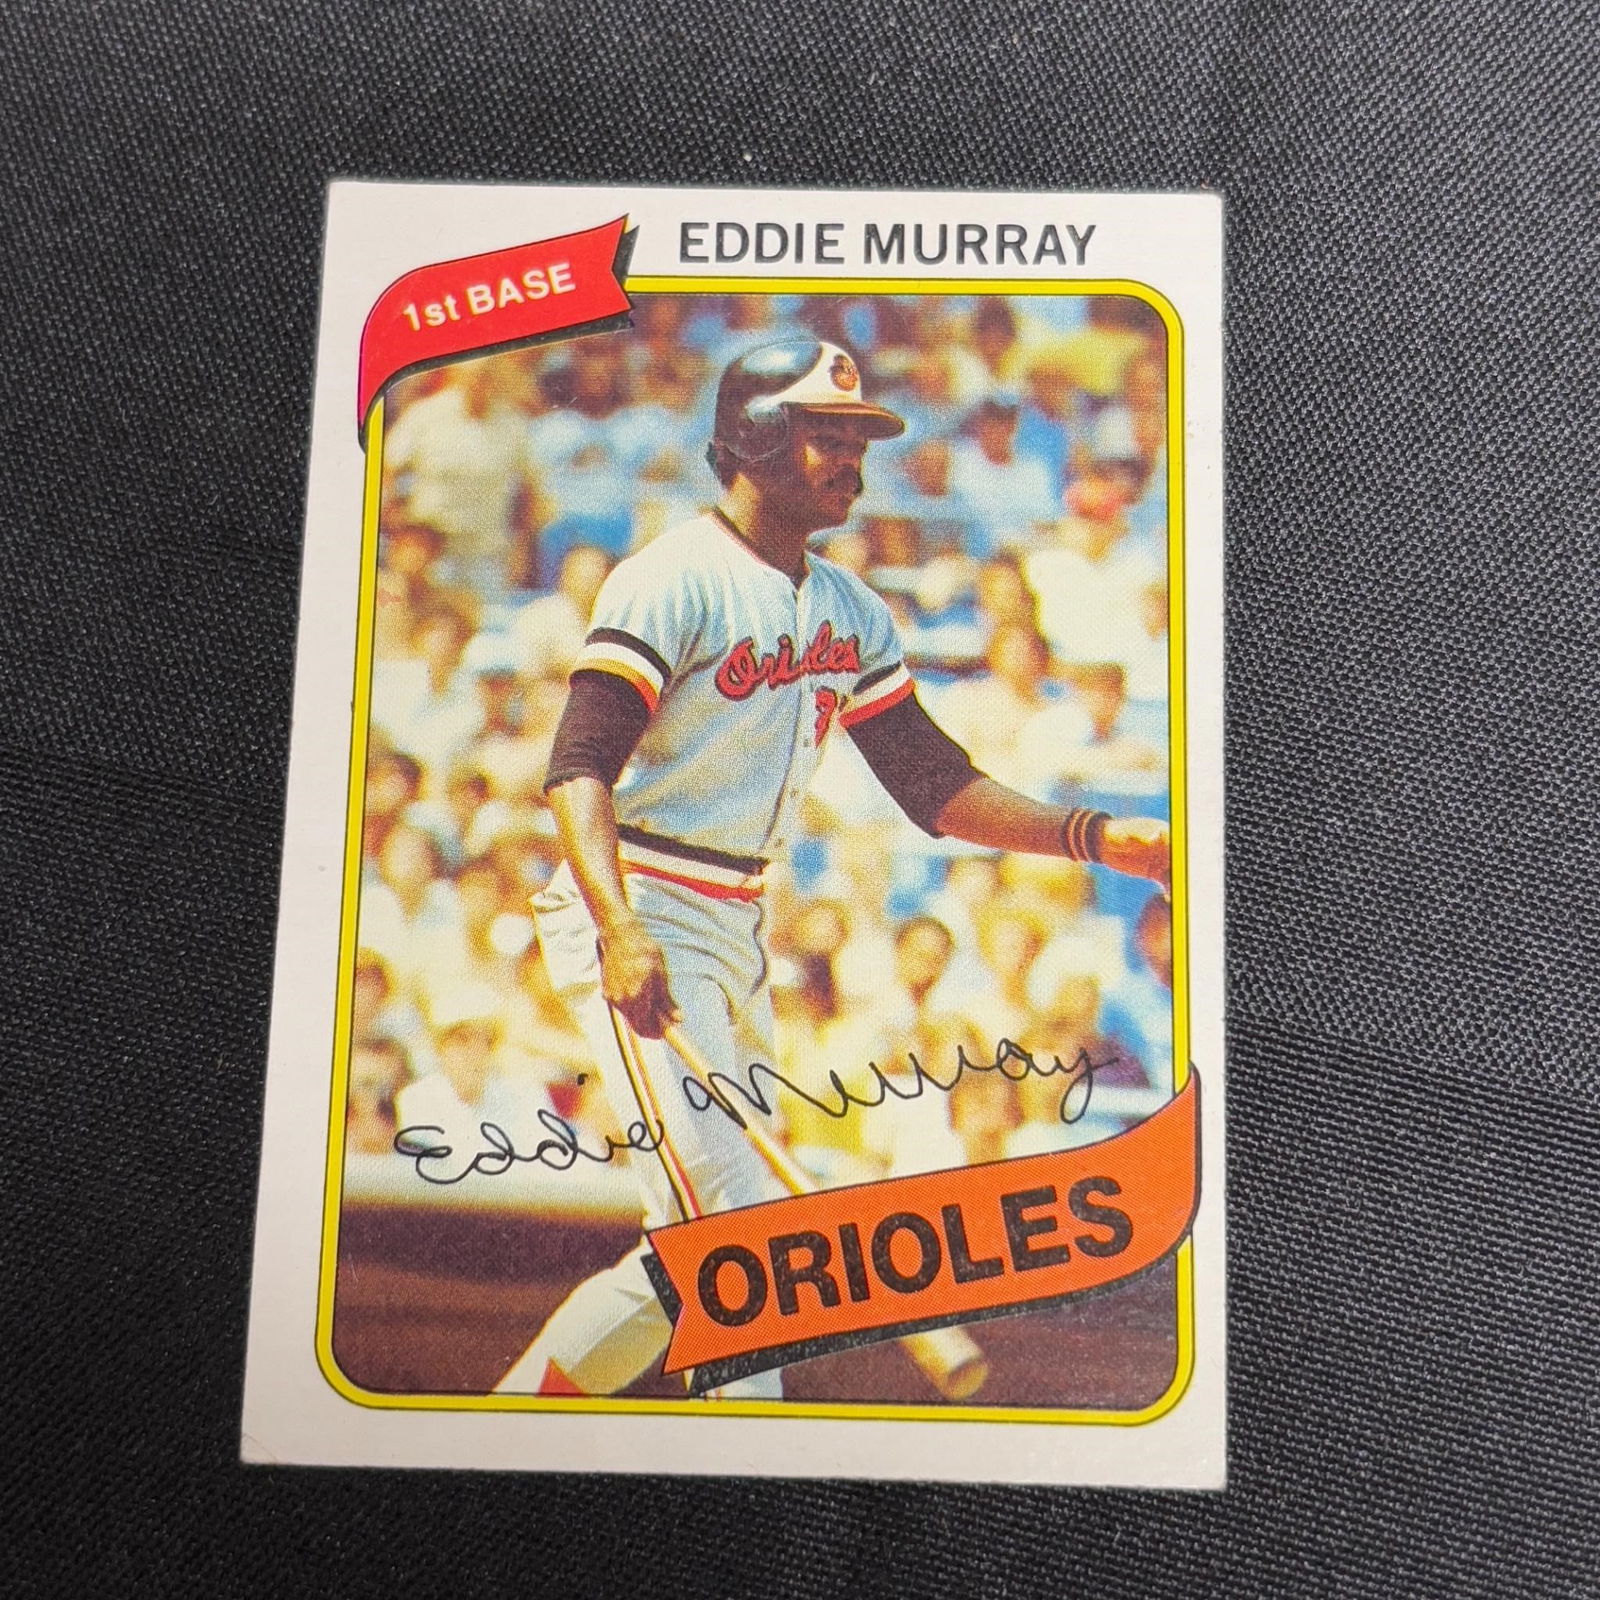 EDDIE MURRAY
1st BASE
Orioles
Eddie Murray
ORIOLES